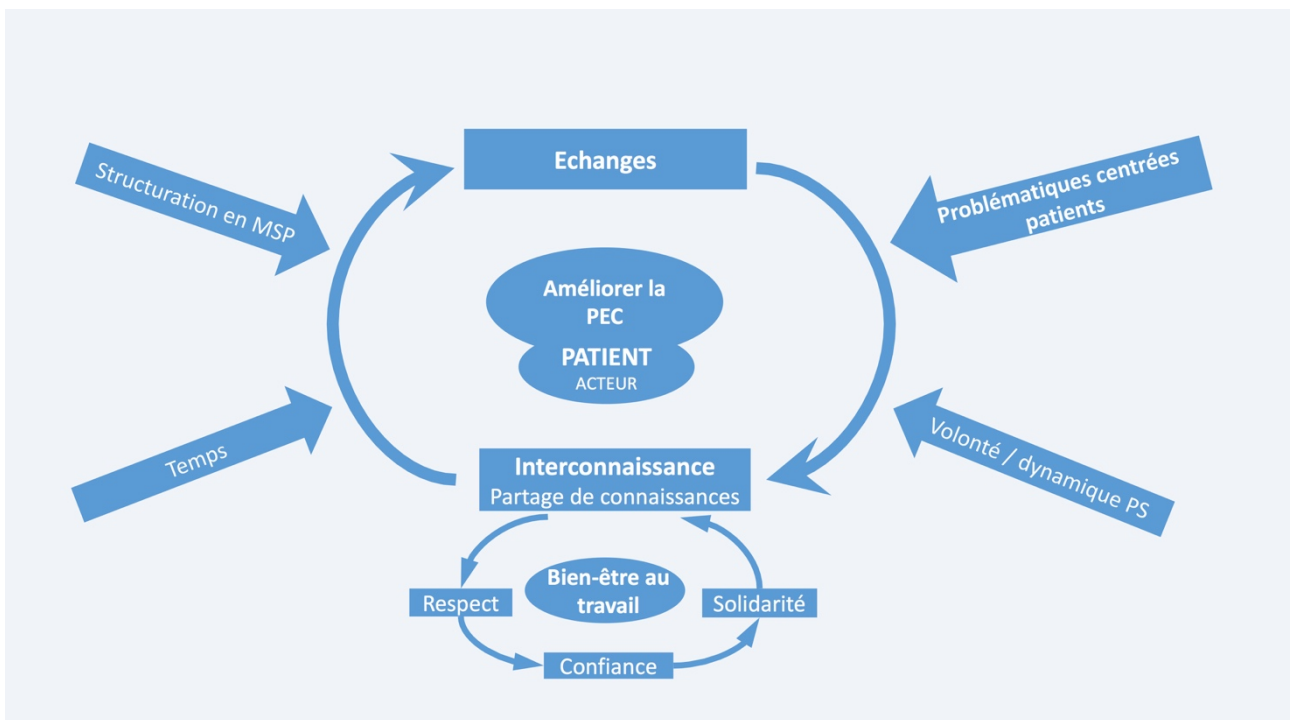 Echanges
Structuration en MSP
Problématiques centrées
patients
Améliorer la
PEC
PATIENT
ACTEUR
Temps
Volonté / dynamique PS
Interconnaissance
Partage de connaissances
Bien-être au
travail
Respect
Solidarité
Confiance